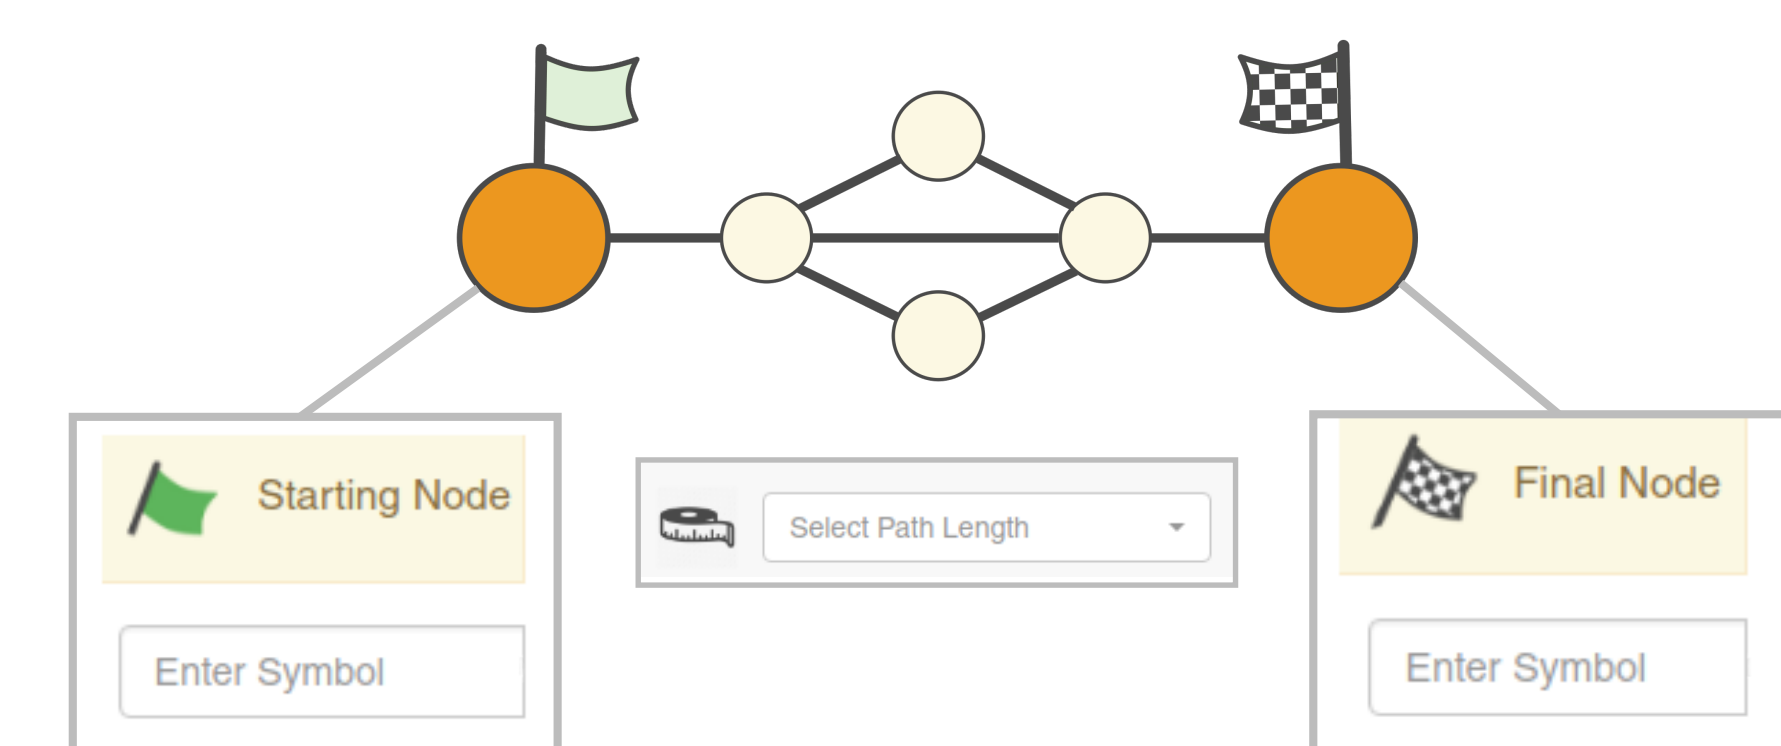 Starting Node
Enter Symbol
Select Path Length
Final Node
Enter Symbol